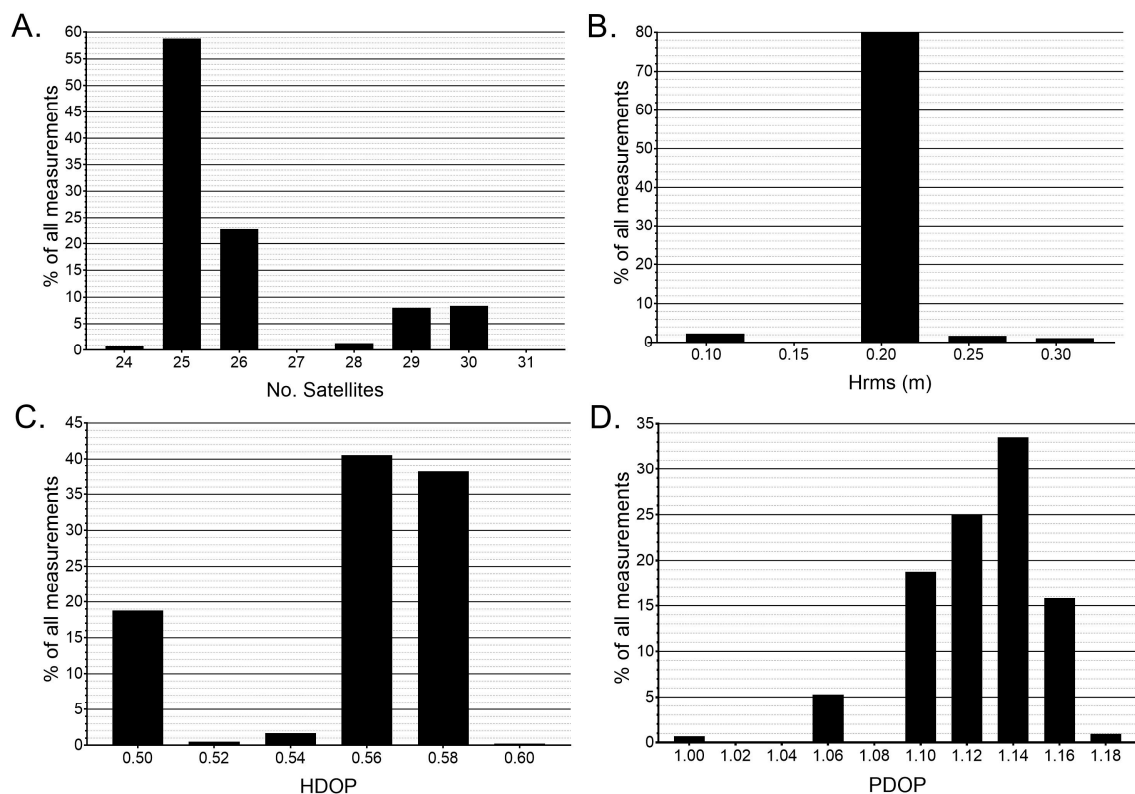 A.
% of all measurements
60
55
50
45
40
35
30
25
20
15
10
5
0
24 25 26 27 28 29 30 31
No. Satellites
B.
% of all measurements
80
70
60
50
40
30
20
10
0
0.10 0.15 0.20 0.25 0.30
Hrms (m)
C.
% of all measurements
45
40
35
30
25
20
15
10
5
0
0.50 0.52 0.54 0.56 0.58 0.60
HDOP
D.
% of all measurements
35
30
25
20
15
10
5
0
1.00 1.02 1.04 1.06 1.08 1.10 1.12 1.14 1.16 1.18
PDOP